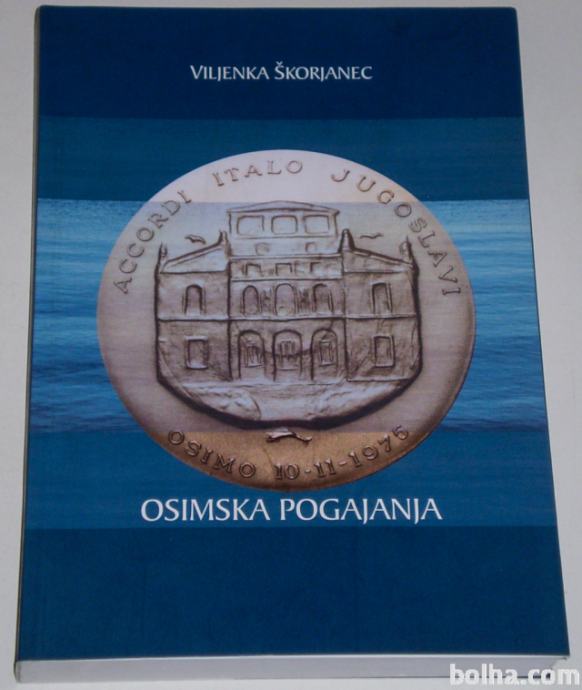 VILJENKA ŠKORJANEC
ACCORDI ITALO JUGOSLAVI
OSIMO 10-11-1975
OSIMSKA POGAJANJA
bolha.com